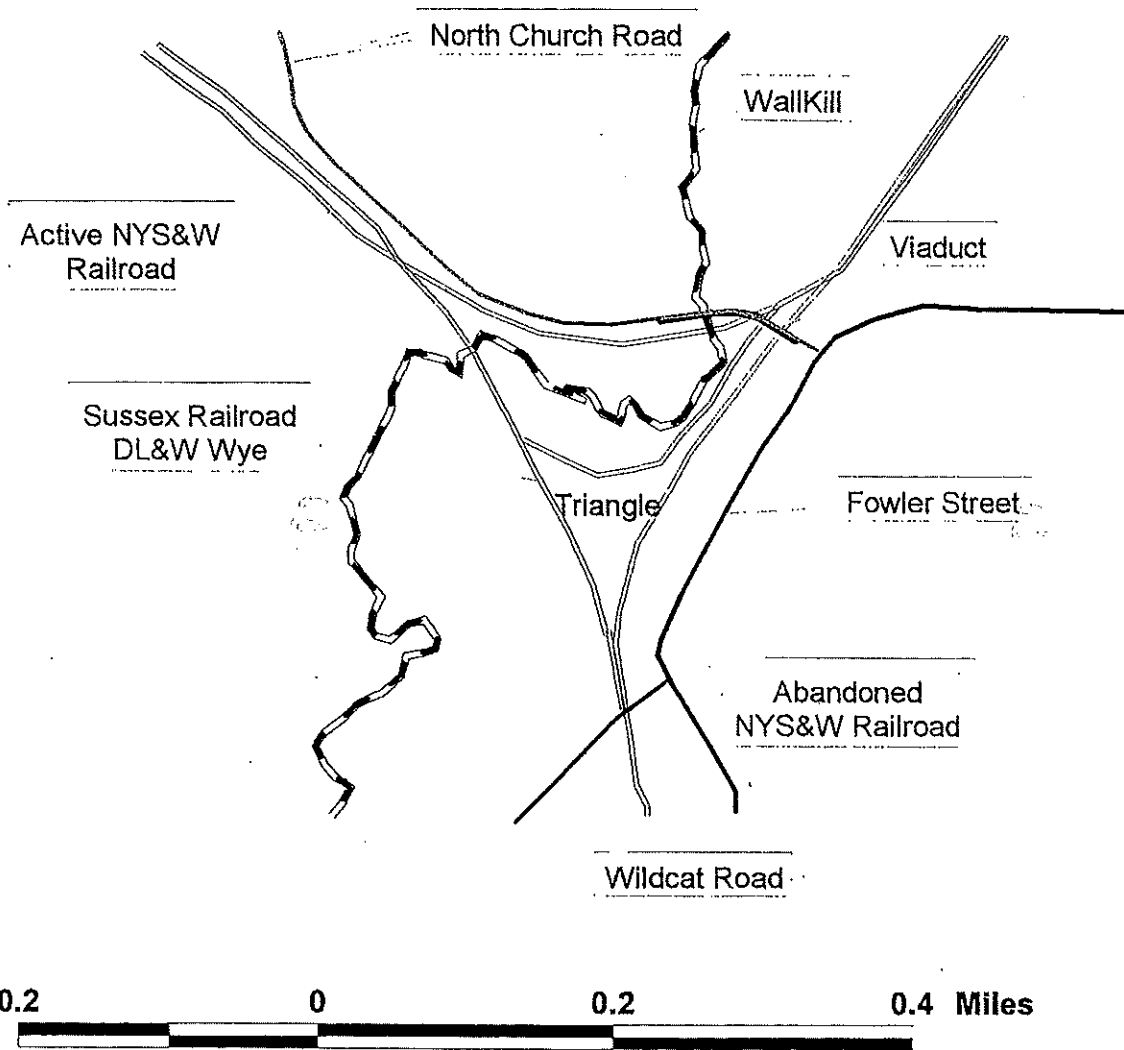 North Church Road
WallKill
Active NYS&W
Railroad
Viaduct
Sussex Railroad
DL&W Wye
Triangle
Fowler Street
Abandoned
NYS&W Railroad
Wildcat Road
0.2 0 0.2 0.4 Miles